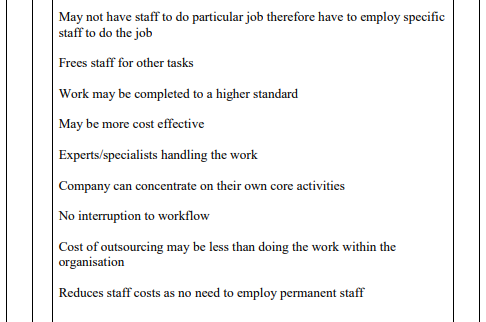 May not have staff to do particular job therefore have to employ specific
staff to do the job
Frees staff for other tasks
Work may be completed to a higher standard
May be more cost effective
Experts/specialists handling the work
Company can concentrate on their own core activities
No interruption to workflow
Cost of outsourcing may be less than doing the work within the
organisation
Reduces staff costs as no need to employ permanent staff